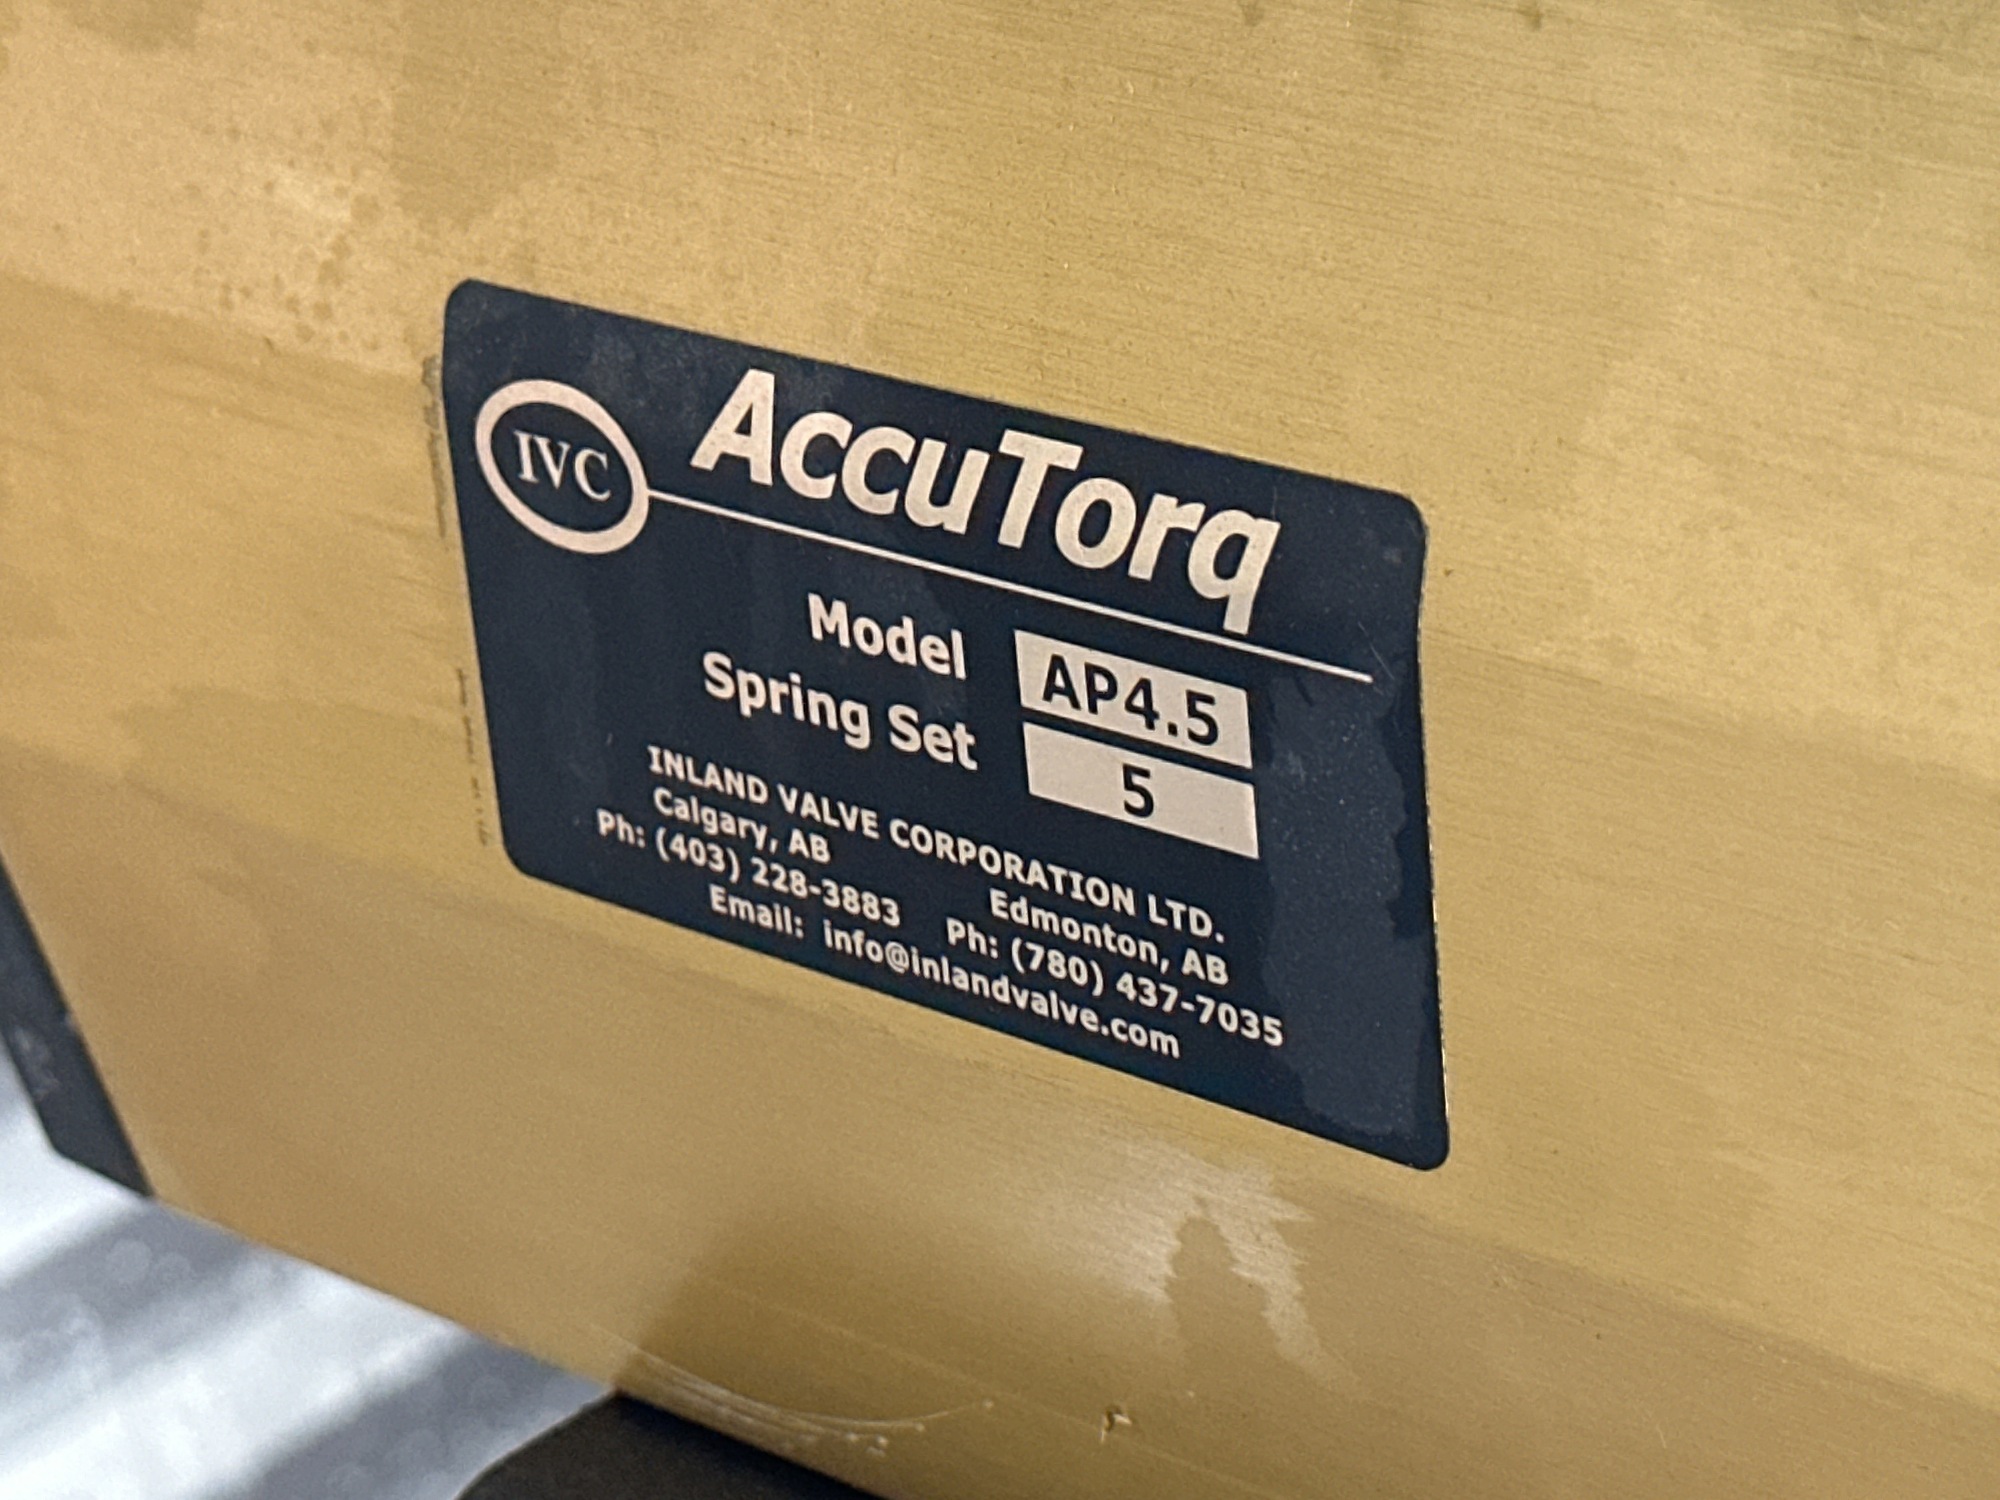 IVC
AccuTorq
Model AP4.5
Spring Set 5
INLAND VALVE CORPORATION LTD.
Calgary, AB Edmonton, AB
Ph: (403) 228-3883 Ph: (780) 437-7035
Email: info@inlandvalve.com